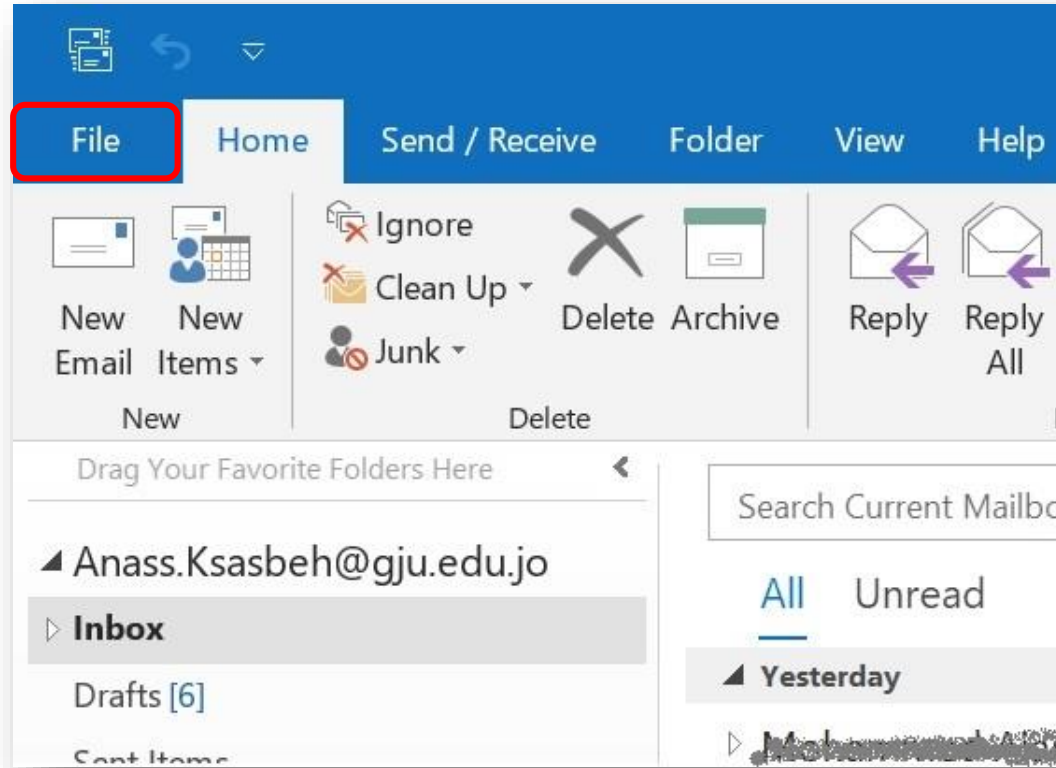 File Home Send / Receive Folder View Help
Ignore
Clean Up
Junk
New Email
New Items
Delete Archive
Reply
Reply All
New Delete
Drag Your Favorite Folders Here
Search Current
Anass.Ksasbeh@gju.edu.jo
All Unread
Inbox
Yesterday
Drafts [6]
Sent Items